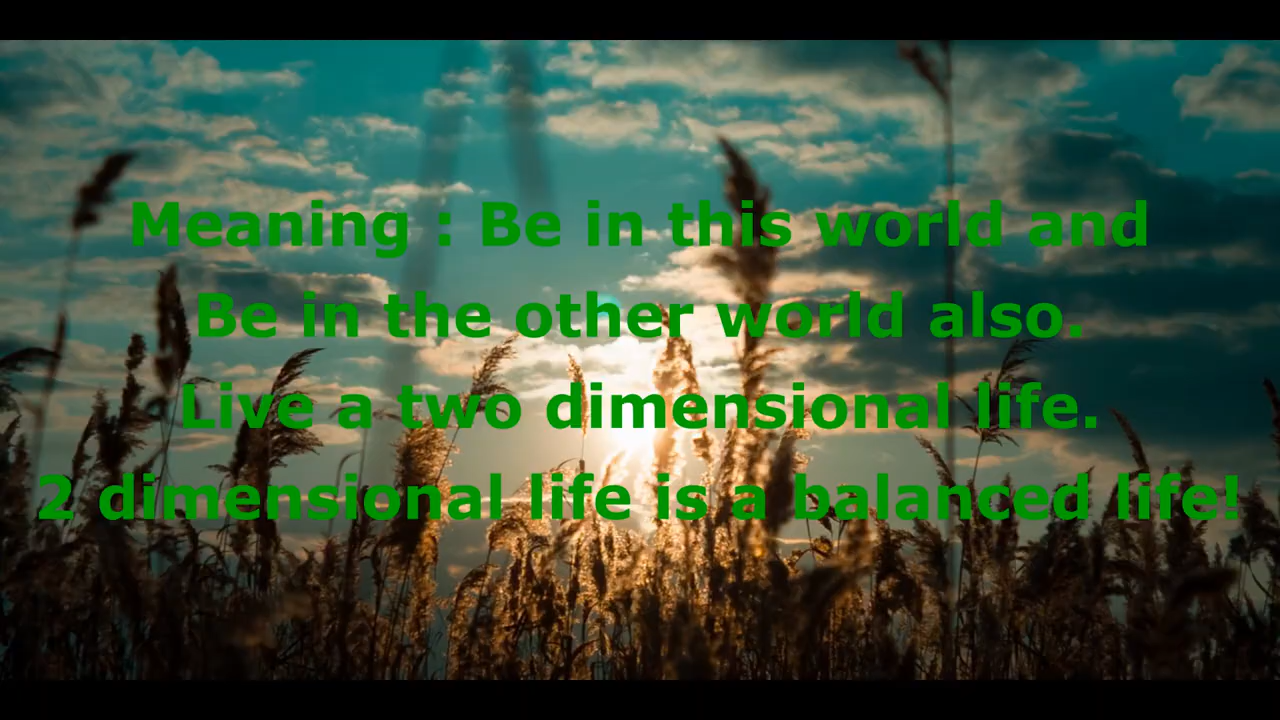 Meaning : Be in this world and
Be in the other world also.
Live a two dimensional life.
2 dimensional life is a balanced life!